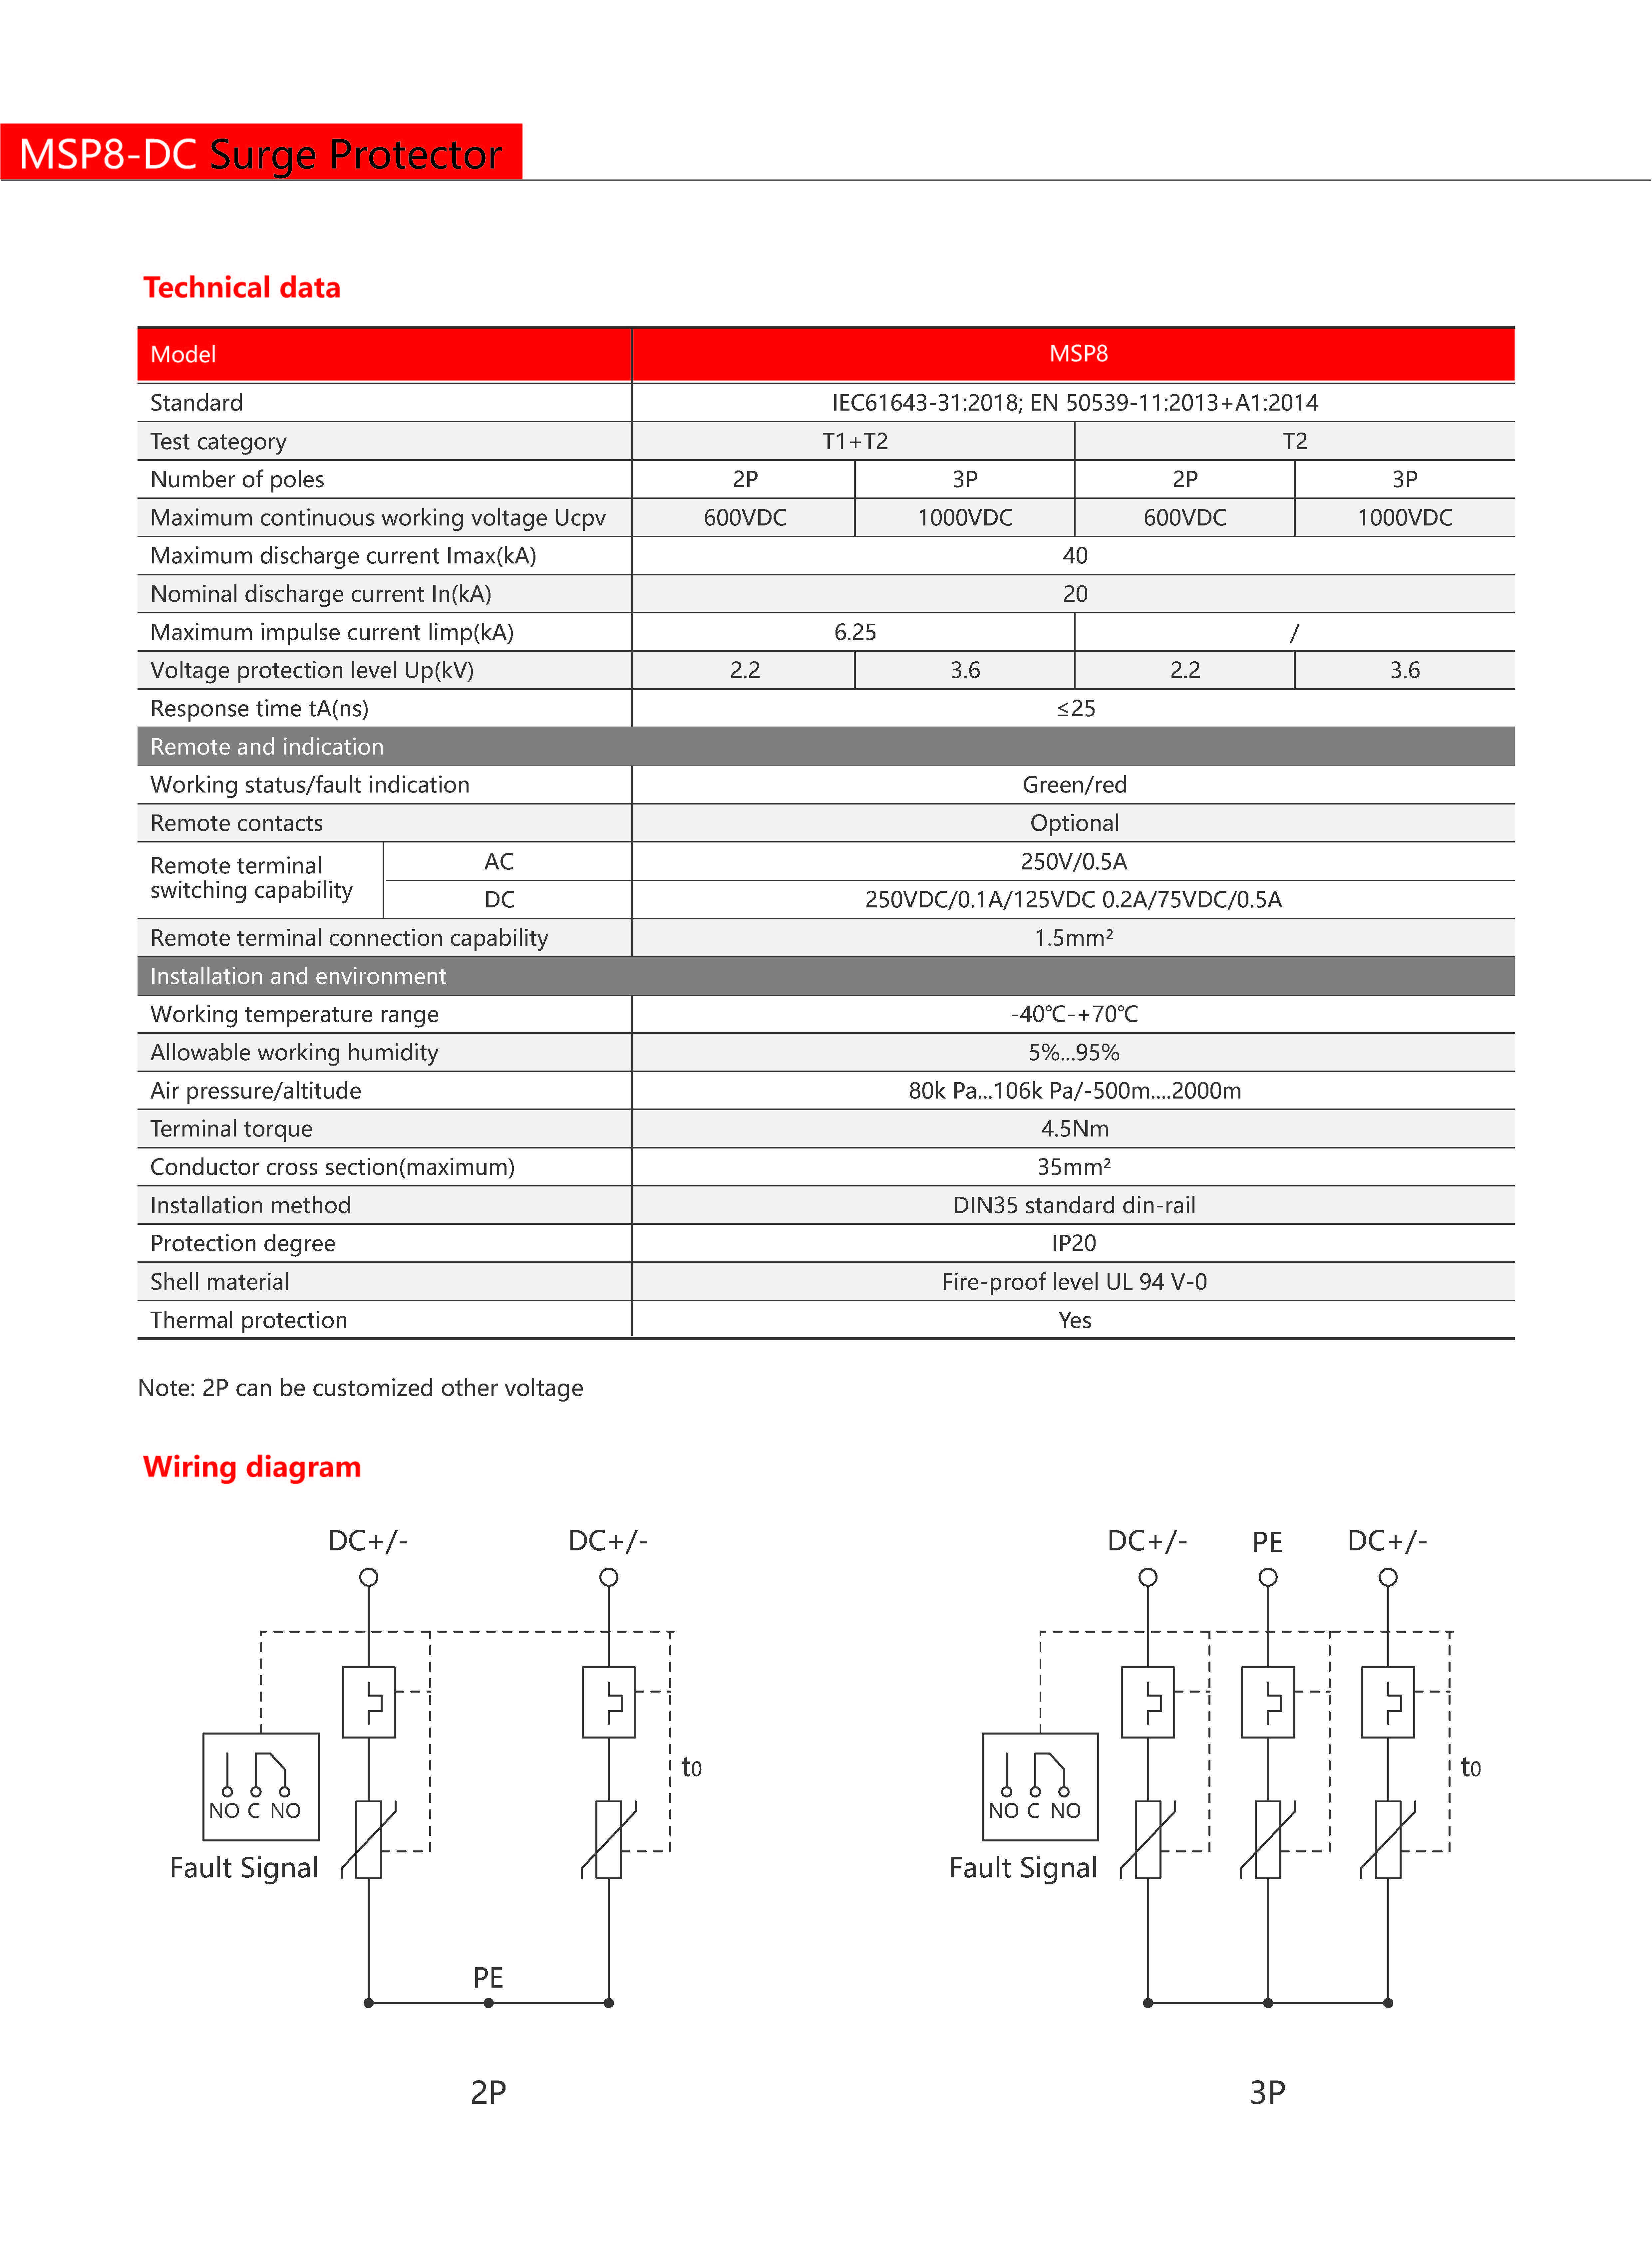 MSP8-DC Surge Protector
Technical data
Model MSP8
Standard IEC61643-31:2018; EN 50539-11:2013+A1:2014
Test category T1+T2 T2
Number of poles 2P 3P 2P 3P
Maximum continuous working voltage Ucpv 600VDC 1000VDC 600VDC 1000VDC
Maximum discharge current Imax(kA) 40
Nominal discharge current In(kA) 20
Maximum impulse current limp(kA) 6.25 /
Voltage protection level Up(kV) 2.2 3.6 2.2 3.6
Response time tA(ns) ≤25
Remote and indication
Working status/fault indication Green/red
Remote contacts Optional
Remote terminal switching capability AC 250V/0.5A
DC 250VDC/0.1A/125VDC 0.2A/75VDC/0.5A
Remote terminal connection capability 1.5mm²
Installation and environment
Working temperature range -40℃-+70℃
Allowable working humidity 5%...95%
Air pressure/altitude 80k Pa...106k Pa/-500m....2000m
Terminal torque 4.5Nm
Conductor cross section(maximum) 35mm²
Installation method DIN35 standard din-rail
Protection degree IP20
Shell material Fire-proof level UL 94 V-0
Thermal protection Yes
Note: 2P can be customized other voltage
Wiring diagram
DC+/- DC+/-
t0
NO C NO
Fault Signal
PE
2P
DC+/- PE DC+/-
t0
NO C NO
Fault Signal
3P